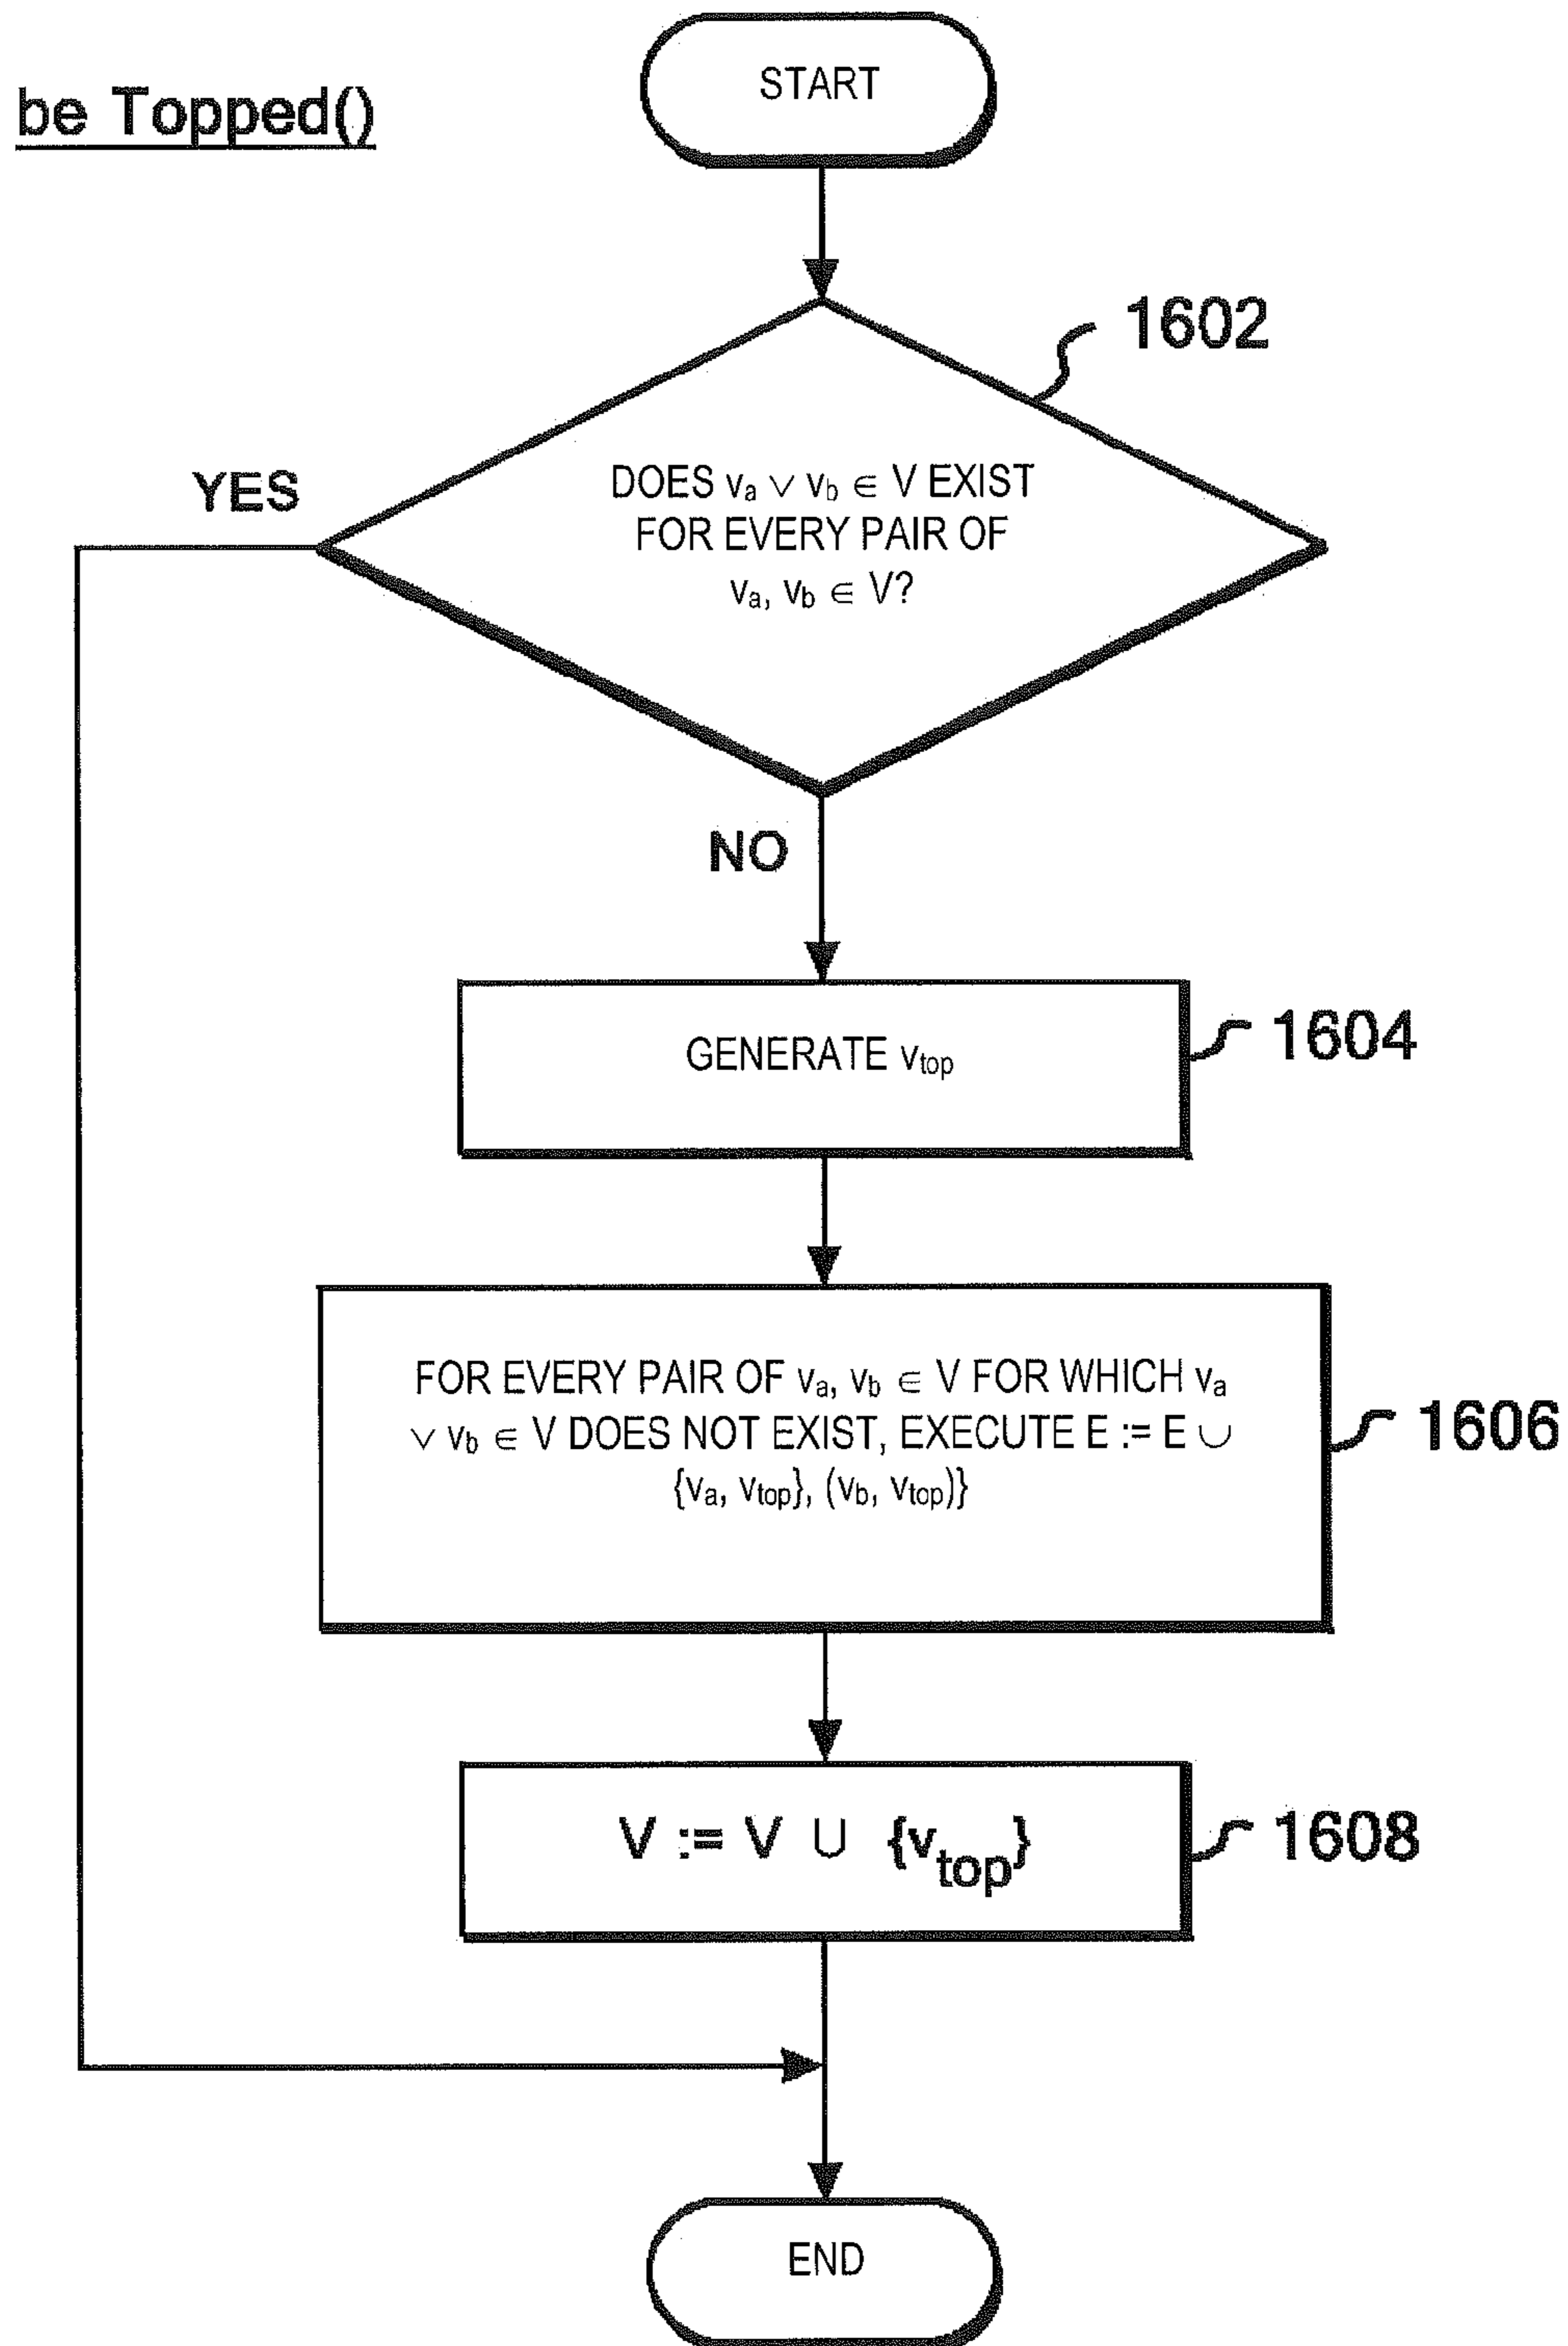 be Topped()
START
1602
DOES va ∨ vb ∈ V EXIST
FOR EVERY PAIR OF
va, vb ∈ V?
YES
NO
GENERATE vtop
1604
FOR EVERY PAIR OF va, vb ∈ V FOR WHICH va
∨ vb ∈ V DOES NOT EXIST, EXECUTE E := E ∪
{va, vtop}, (vb, vtop)}
1606
V := V ∪ {vtop}
1608
END